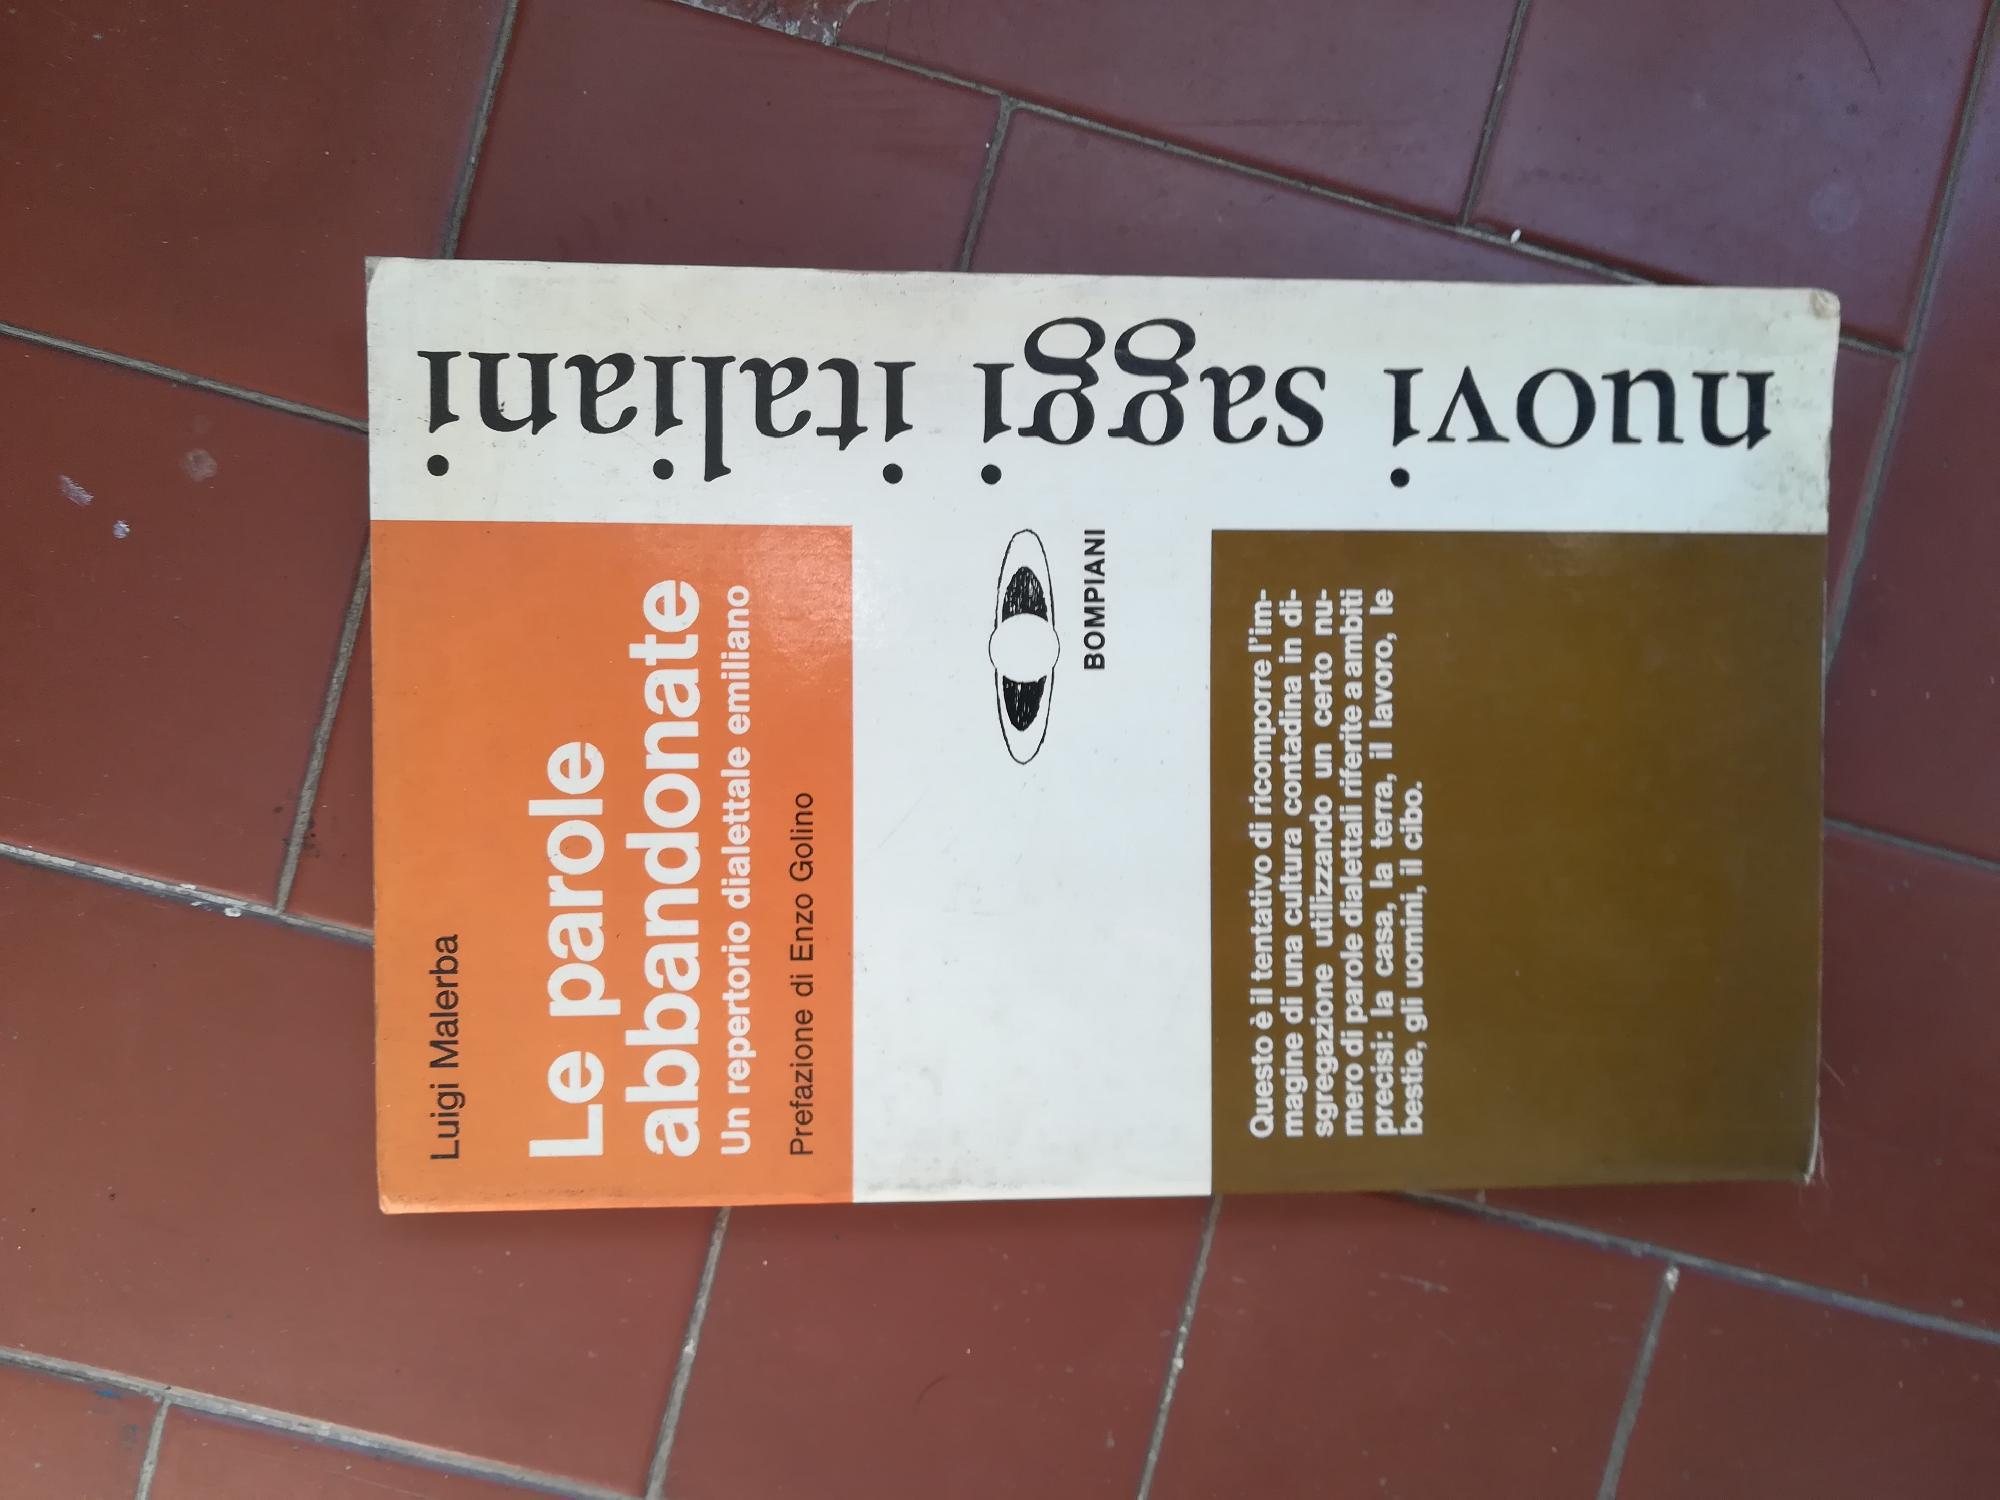 Luigi Malerba
Le parole
abbandonate
Un repertorio dialettale emiliano
Prefazione di Enzo Golino
BOMPIANI
Questo è il tentativo di ricomporre l'im-
magine di una cultura contadina in di-
sgregazione utilizzando un certo nu-
mero di parole dialettali riferite a ambiti
precisi: la casa, la terra, il lavoro, le
bestie, gli uomini, il cibo.
nuovi saggi italiani